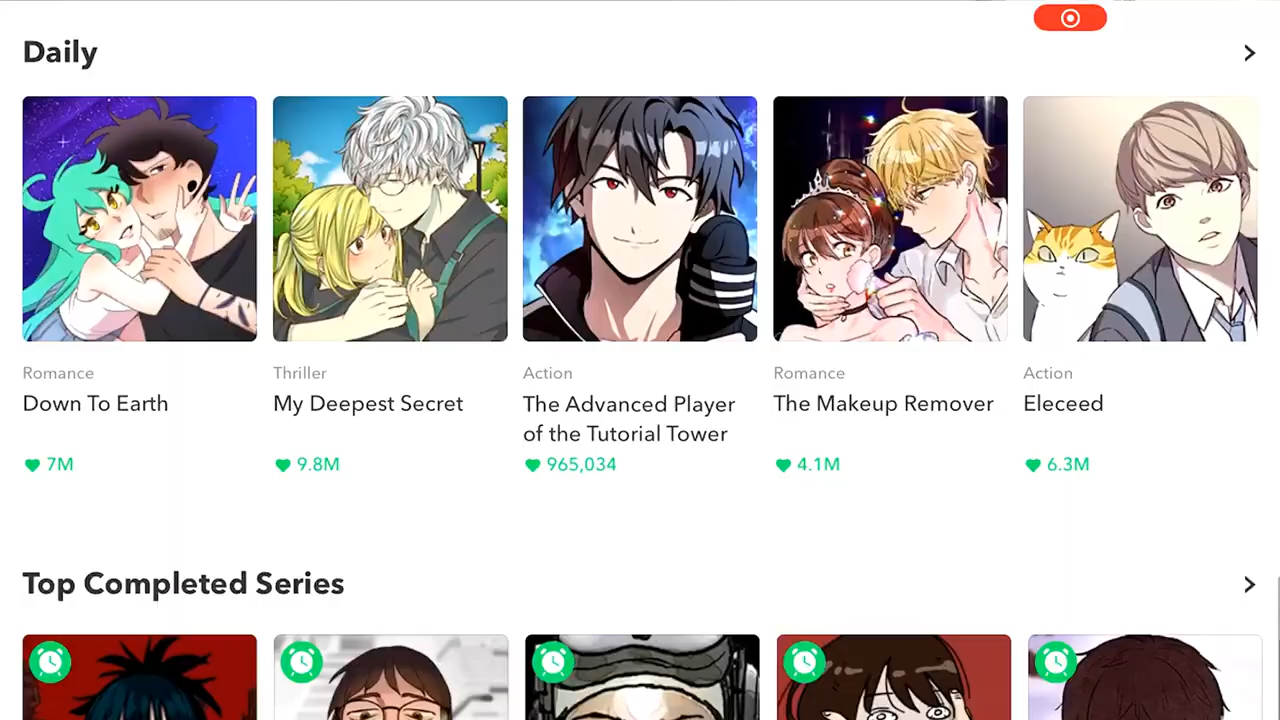 Daily
Romance
Down To Earth
7M
Thriller
My Deepest Secret
9.8M
Action
The Advanced Player
of the Tutorial Tower
965,034
Romance
The Makeup Remover
4.1M
Action
Eleceed
6.3M
Top Completed Series